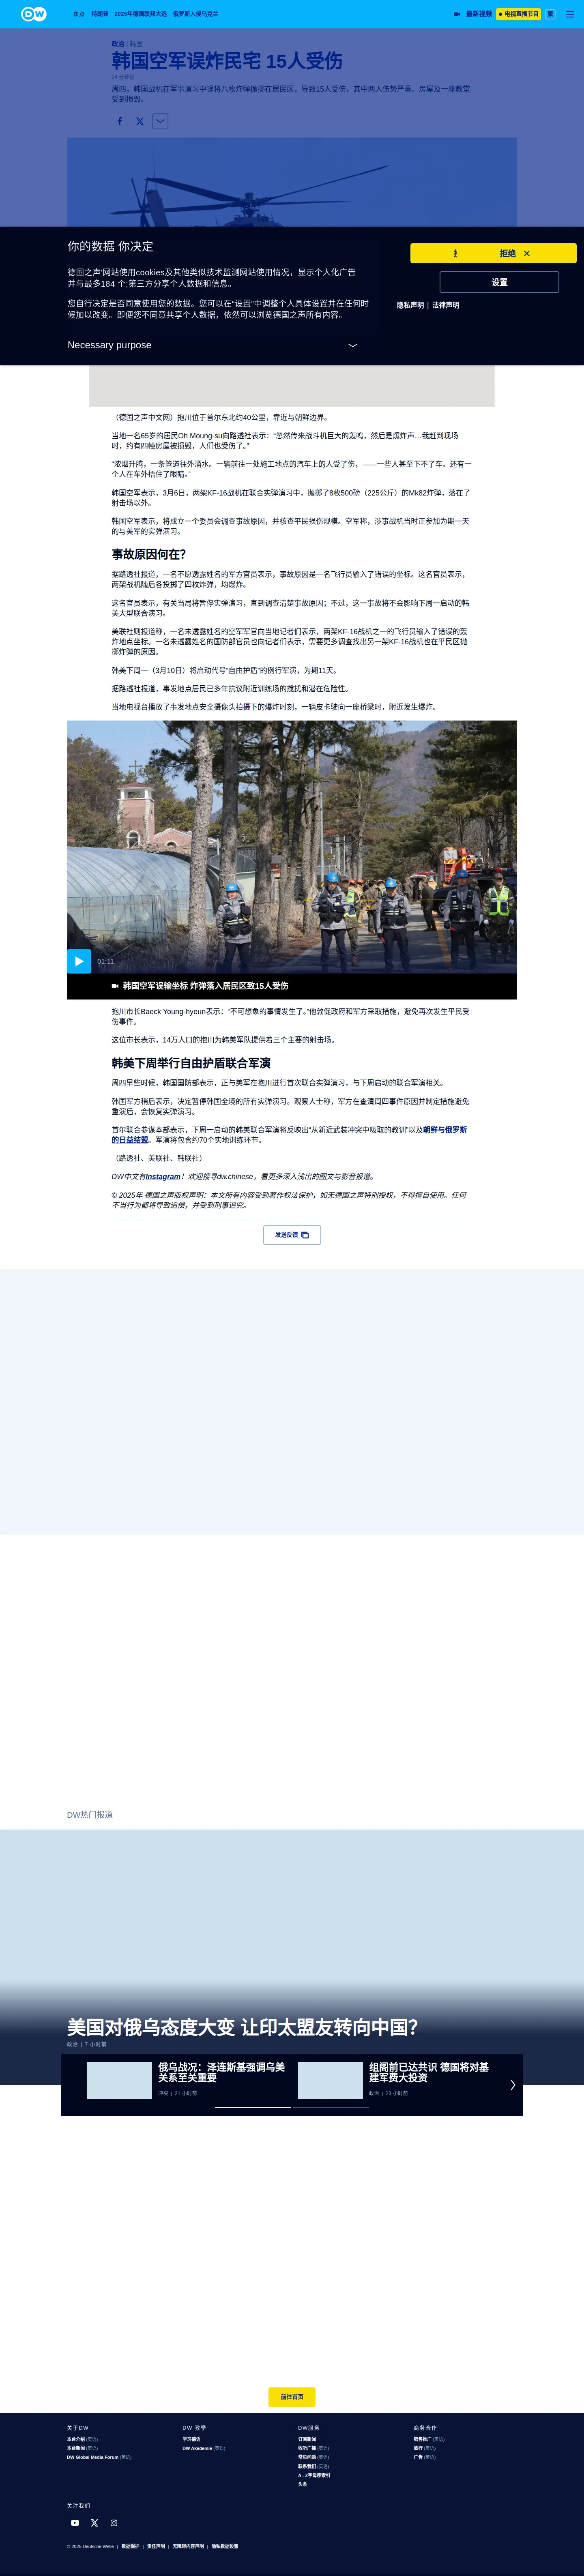 DW
焦点 特朗普 2025年德国联邦大选 俄罗斯入侵乌克兰
最新视频 电视直播节目 繁
政治 | 韩国
韩国空军误炸民宅 15人受伤
周四，韩国战机在军事演习中误将八枚炸弹抛掷在居民区，导致15人受伤，其中两人伤势严重。房屋及一座教堂
受到损毁。
你的数据 你决定
德国之声‘网站使用cookies及其他类似技术监测网站使用情况，显示个人化广告
并与最多184 个;第三方分享个人数据和信息。
您自行决定是否同意使用您的数据。您可以在“设置”中调整个人具体设置并在任何时
候加以改变。即便您不同意共享个人数据，依然可以浏览德国之声所有内容。
Necessary purpose
拒绝
设置
隐私声明 | 法律声明
（德国之声中文网）抱川位于首尔东北约40公里，靠近与朝鲜边界。
当地一名65岁的居民Oh Moung-su向路透社表示：“忽然传来战斗机巨大的轰鸣，然后是爆炸声…我赶到现场
时，约有四幢房屋被损毁，人们也受伤了。”
“浓烟升腾，一条管道往外涌水。一辆前往一处施工地点的汽车上的人受了伤，——一些人甚至下不了车。还有一
个人在车外捂住了眼睛。”
韩国空军表示，3月6日，两架KF-16战机在联合实弹演习中，抛掷了8枚500磅（225公斤）的Mk82炸弹，落在了
射击场以外。
韩国空军表示，将成立一个委员会调查事故原因，并核查平民损伤规模。空军称，涉事战机当时正参加为期一天
的与美军的实弹演习。
事故原因何在？
据路透社报道，一名不愿透露姓名的军方官员表示，事故原因是一名飞行员输入了错误的坐标。这名官员表示，
两架战机随后各投掷了四枚炸弹，均爆炸。
这名官员表示，有关当局将暂停实弹演习，直到调查清楚事故原因；不过，这一事故将不会影响下周一启动的韩
美大型联合演习。
美联社则报道称，一名未透露姓名的空军军官向当地记者们表示，两架KF-16战机之一的飞行员输入了错误的轰
炸地点坐标。一名未透露姓名的国防部官员也向记者们表示，需要更多调查找出另一架KF-16战机也在平民区抛
掷炸弹的原因。
韩美下周一（3月10日）将启动代号“自由护盾”的例行军演，为期11天。
据路透社报道，事发地点居民已多年抗议附近训练场的搅扰和潜在危险性。
当地电视台播放了事发地点安全摄像头拍摄下的爆炸时刻，一辆皮卡驶向一座桥梁时，附近发生爆炸。
01:11
韩国空军误输坐标 炸弹落入居民区致15人受伤
抱川市长Baeck Young-hyeun表示：“不可想象的事情发生了。”他敦促政府和军方采取措施，避免再次发生平民受
伤事件。
这位市长表示，14万人口的抱川为韩美军队提供着三个主要的射击场。
韩美下周举行自由护盾联合军演
周四早些时候，韩国国防部表示，正与美军在抱川进行首次联合实弹演习，与下周启动的联合军演相关。
韩国军方稍后表示，决定暂停韩国全境的所有实弹演习。观察人士称，军方在查清周四事件原因并制定措施避免
重演后，会恢复实弹演习。
首尔联合参谋本部表示，下周一启动的韩美联合军演将反映出“从新近武装冲突中吸取的教训”以及朝鲜与俄罗斯
的日益结盟。军演将包含约70个实地训练环节。
（路透社、美联社、韩联社）
DW中文有Instagram！欢迎搜寻dw.chinese，看更多深入浅出的图文与影音报道。
© 2025年 德国之声版权声明：本文所有内容受到著作权法保护，如无德国之声特别授权，不得擅自使用。任何
不当行为都将导致追偿，并受到刑事追究。
发送反馈
DW热门报道
美国对俄乌态度大变 让印太盟友转向中国？
政治 | 7 小时前
俄乌战况：泽连斯基强调乌美
关系至关重要
冲突 | 21 小时前
组阁前已达共识 德国将对基
建军费大投资
政治 | 23 小时前
前往首页
关于DW
本台介绍 (英语)
本台新闻 (英语)
DW Global Media Forum (英语)
DW 教學
学习德语
DW Akademie (英语)
DW服务
订阅新闻
收听广播 (英语)
常见问题 (英语)
联系我们 (英语)
A - Z字母序索引
头条
商务合作
销售推广 (英语)
旅行 (英语)
广告 (英语)
关注我们
© 2025 Deutsche Welle | 数据保护 | 责任声明 | 无障碍内容声明 | 隐私数据设置